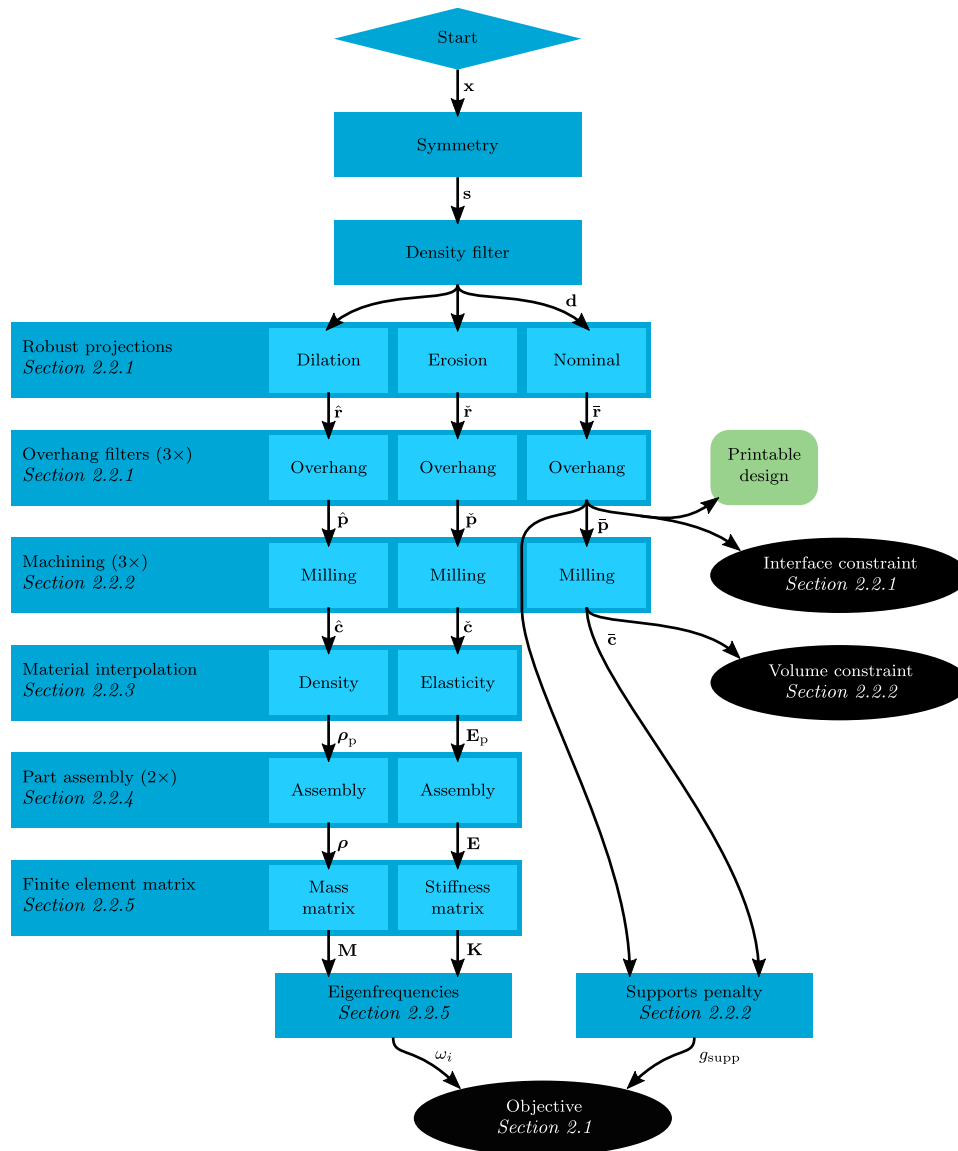 Start
x
Symmetry
s
Density filter
d
Robust projections
Section 2.2.1
Dilation
Erosion
Nominal
r̂
ř
r̄
Overhang filters (3×)
Section 2.2.1
Overhang
Overhang
Overhang
Printable
design
p̂
p̌
p̄
Machining (3×)
Section 2.2.2
Milling
Milling
Milling
Interface constraint
Section 2.2.1
ĉ
č
c̄
Material interpolation
Section 2.2.3
Density
Elasticity
Volume constraint
Section 2.2.2
ρp
Ep
Part assembly (2×)
Section 2.2.4
Assembly
Assembly
ρ
E
Finite element matrix
Section 2.2.5
Mass
matrix
Stiffness
matrix
M
K
Eigenfrequencies
Section 2.2.5
Supports penalty
Section 2.2.2
ωi
gsupp
Objective
Section 2.1